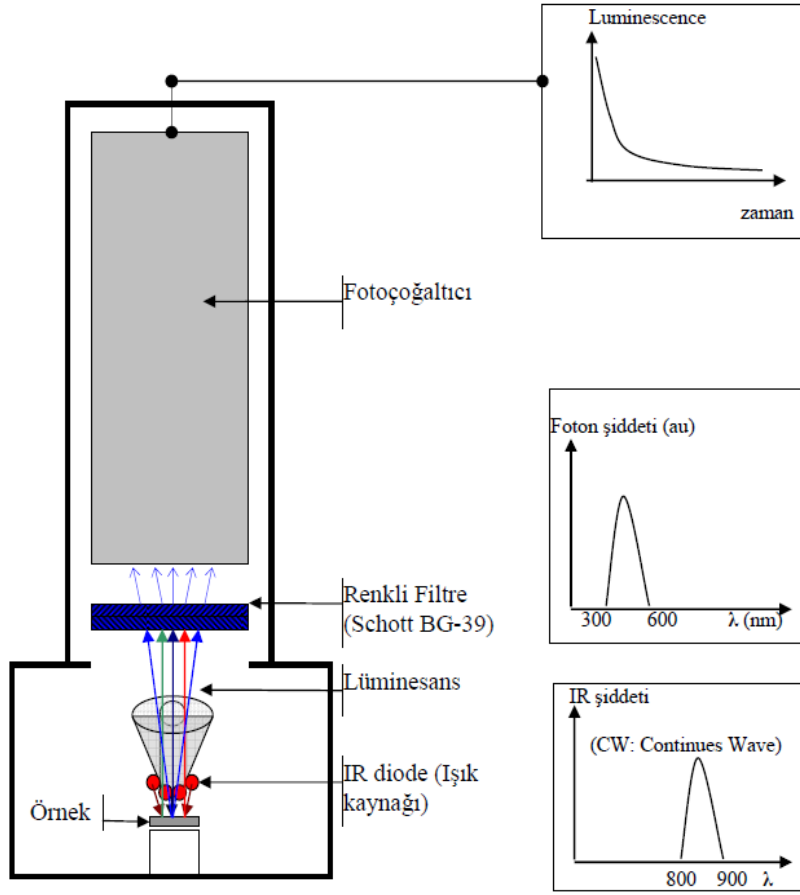 Luminescence
zaman
Fotoçoğaltıcı
Foton şiddeti (au)
300 600 λ (nm)
Renkli Filtre
(Schott BG-39)
Lüminesans
IR şiddeti
(CW: Continues Wave)
800 900 λ
IR diode (Işık
kaynağı)
Örnek